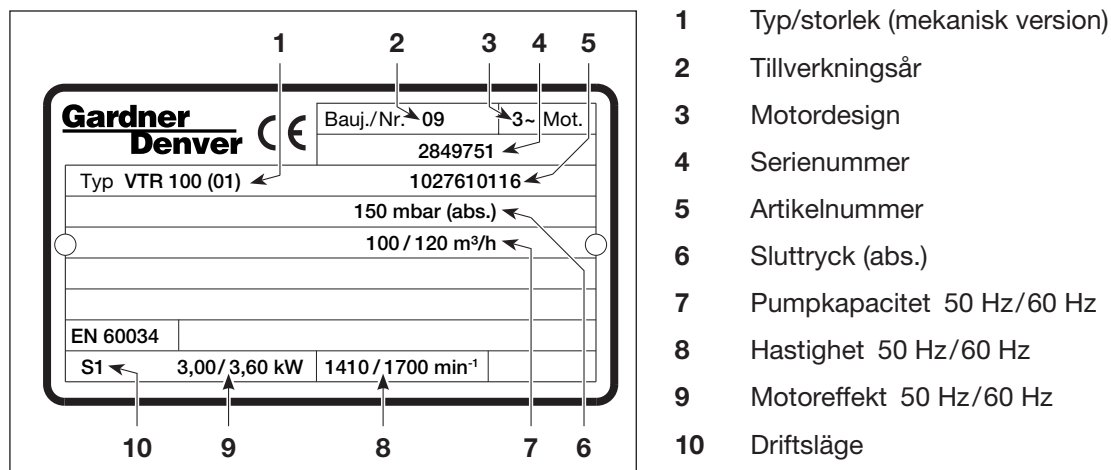 1 2 3 4 5
Gardner
Denver
CE
Bauj./Nr. 09 3~ Mot.
2849751
Typ VTR 100 (01) 1027610116
150 mbar (abs.)
100 / 120 m³/h
EN 60034
S1 3,00/3,60 kW 1410/1700 min⁻¹
10 9 8 7 6
1 Typ/storlek (mekanisk version)
2 Tillverkningsår
3 Motordesign
4 Serienummer
5 Artikelnummer
6 Sluttryck (abs.)
7 Pumpkapacitet 50 Hz/60 Hz
8 Hastighet 50 Hz/60 Hz
9 Motoreffekt 50 Hz/60 Hz
10 Driftsläge